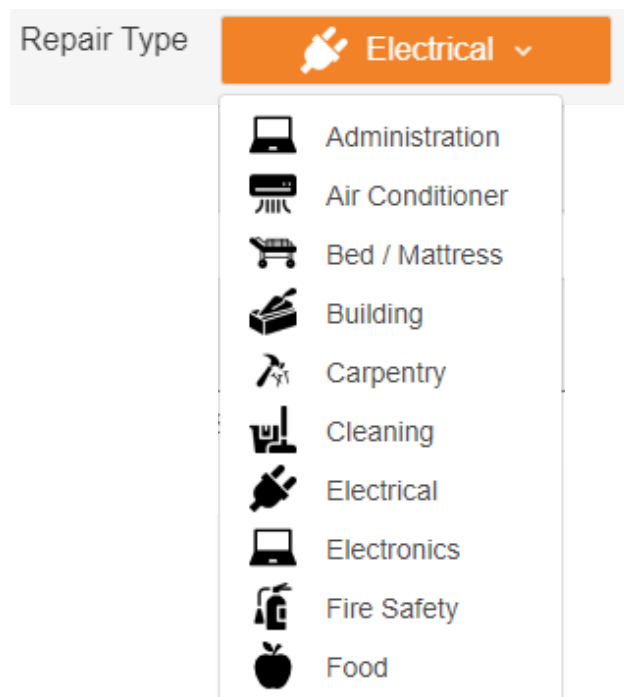 Repair Type
Electrical
Administration
Air Conditioner
Bed / Mattress
Building
Carpentry
Cleaning
Electrical
Electronics
Fire Safety
Food